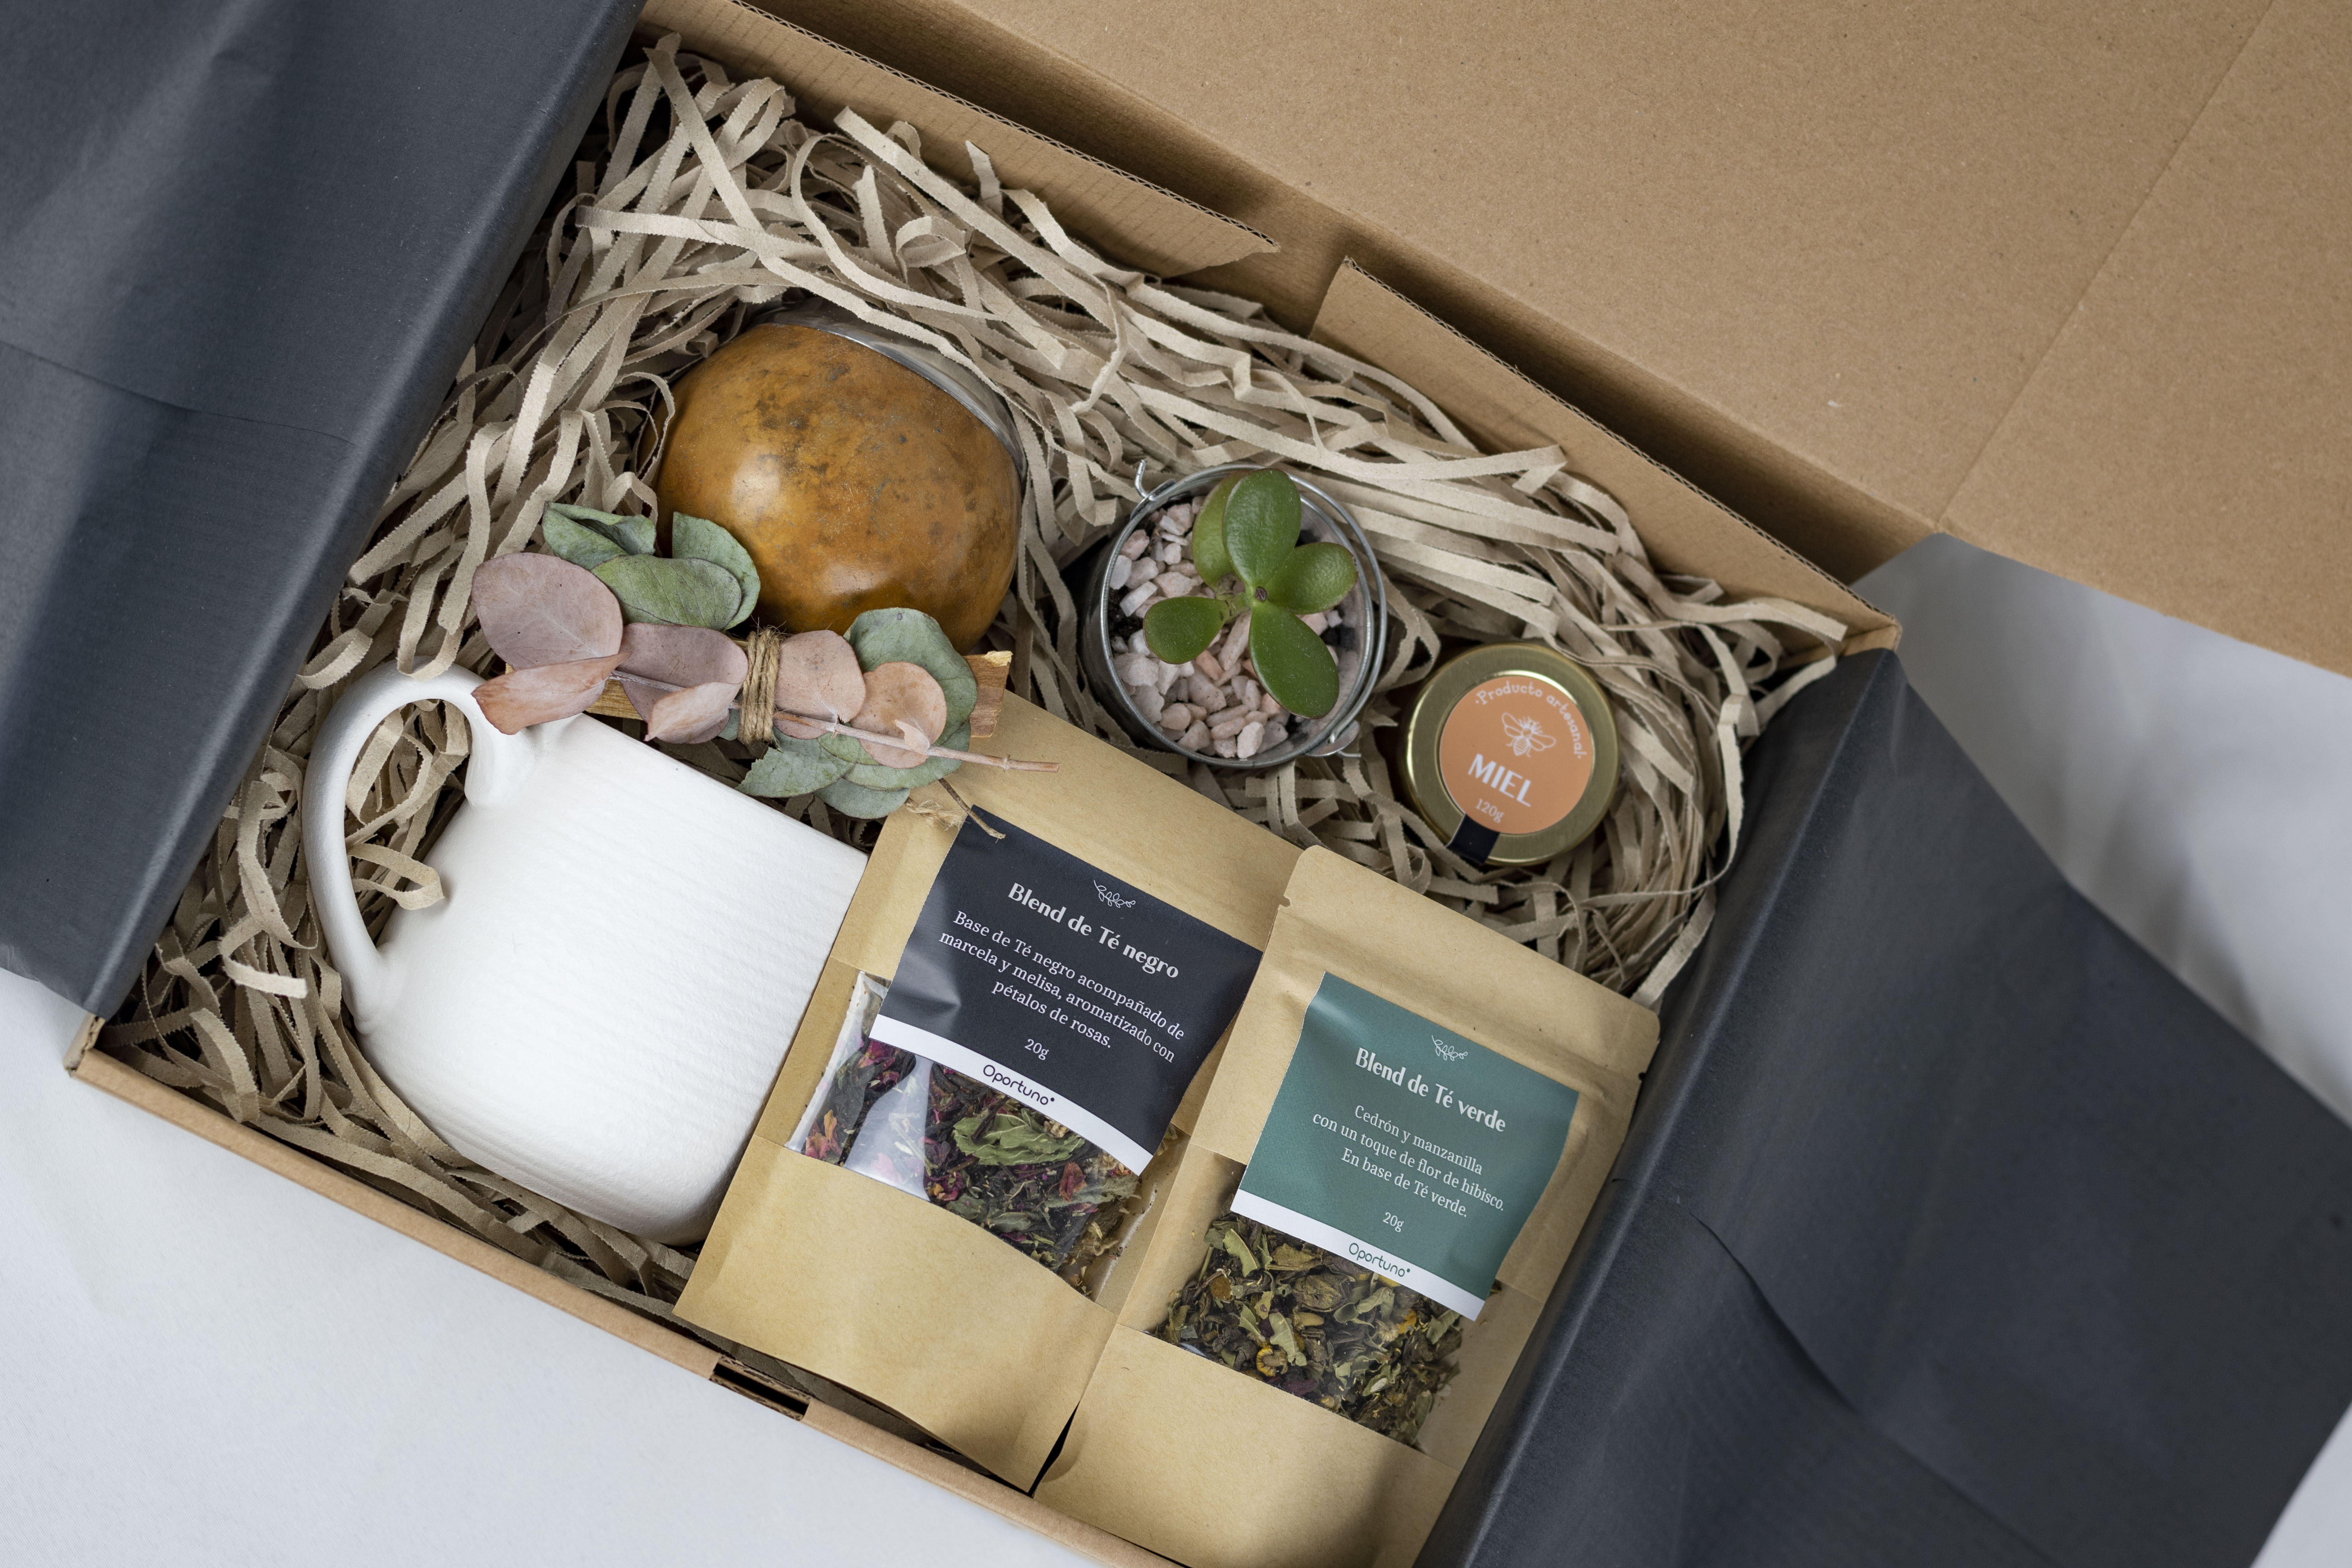 ·Producto artesanal·
MIEL
120g
Blend de Té negro
Base de Té negro acompañado de
marcela y melisa, aromatizado con
pétalos de rosas.
20g
Oportuno
Blend de Té verde
Cedrón y manzanilla
con un toque de flor de hibisco.
En base de Té verde.
20g
Oportuno